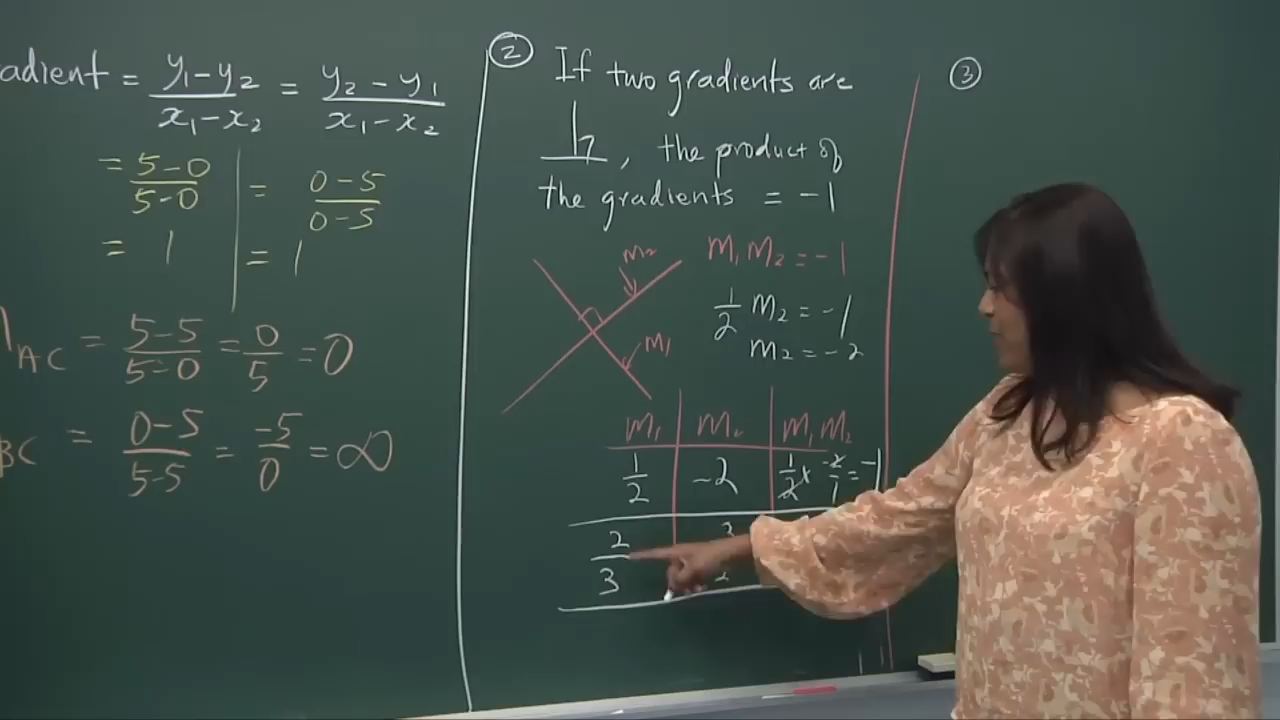 adient = y₁-y₂/x₁-x₂ = y₂-y₁/x₁-x₂
= 5-0/5-0 = 0-5/0-5
= 1 = 1
AC = 5-5/5-0 = 0/5 = 0
BC = 0-5/5-5 = -5/0 = ∞
② If two gradients are
, the product of
the gradients = -1
m₂
m₁
m₁m₂ = -1
1/2 m₂ = -1
m₂ = -2
m₁ m₂ m₁m₂
1/2 -2 1/2 × -2/1 = -1
2/3
③